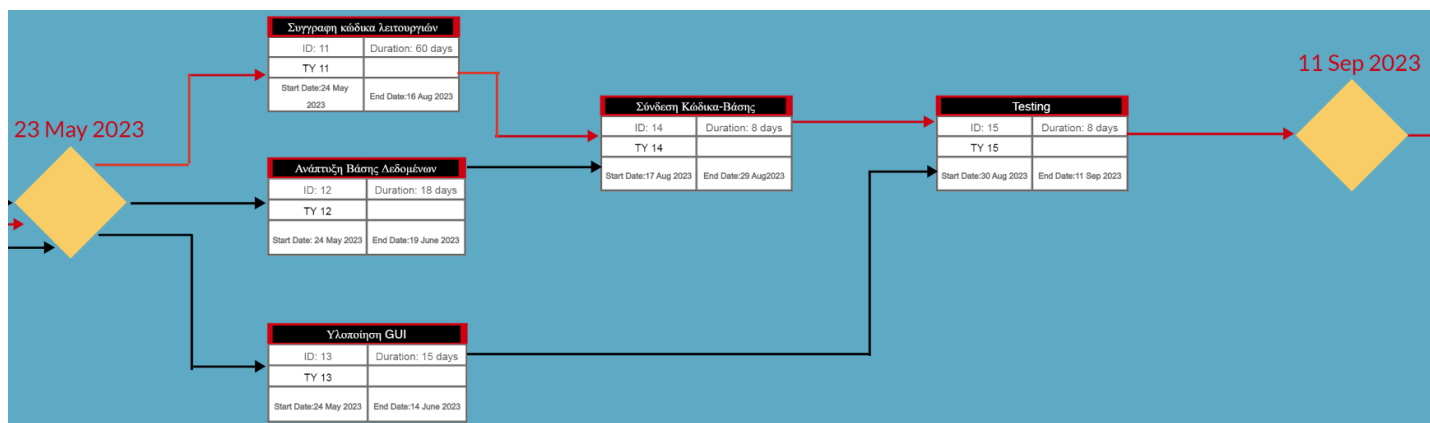 23 May 2023
Συγγραφη κώδικα λειτουργιών
ID: 11 Duration: 60 days
TY 11
Start Date:24 May
2023
End Date:16 Aug 2023
Ανάπτυξη Βάσης Λεδομένων
ID: 12 Duration: 18 days
TY 12
Start Date: 24 May 2023 End Date:19 June 2023
Υλοποίηση GUI
ID: 13 Duration: 15 days
TY 13
Start Date:24 May 2023 End Date:14 June 2023
Σύνδεση Κώδικα-Βάσης
ID: 14 Duration: 8 days
TY 14
Start Date:17 Aug 2023 End Date:29 Aug2023
Testing
ID: 15 Duration: 8 days
TY 15
Start Date:30 Aug 2023 End Date:11 Sep 2023
11 Sep 2023